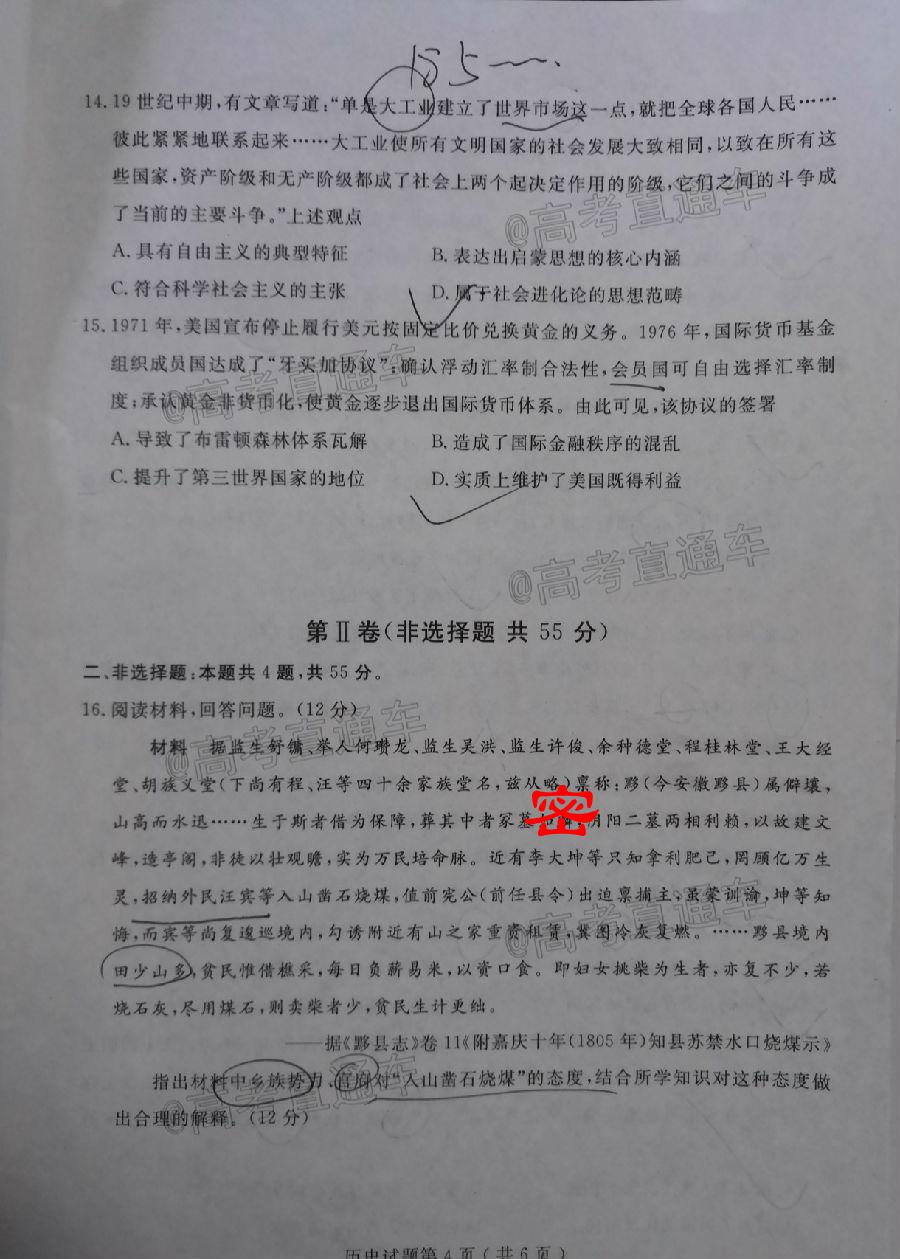 155
14.19世纪中期,有文章写道:“单是大工业建立了世界市场这一点,就把全球各国人民……
彼此紧紧地联系起来……大工业使所有文明国家的社会发展大致相同,以致在所有这
些国家,资产阶级和无产阶级都成了社会上两个起决定作用的阶级,它们之间的斗争成
了当前的主要斗争。”上述观点
@高考直通车
A.具有自由主义的典型特征 B.表达出启蒙思想的核心内涵
C.符合科学社会主义的主张 D.属于社会进化论的思想范畴
15.1971年,美国宣布停止履行美元按固定比价兑换黄金的义务。1976年,国际货币基金
组织成员国达成了“牙买加协议”:确认浮动汇率制合法性,会员国可自由选择汇率制
@高考直通车
度;承认黄金非货币化,使黄金逐步退出国际货币体系。由此可见,该协议的签署
A.导致了布雷顿森林体系瓦解 B.造成了国际金融秩序的混乱
C.提升了第三世界国家的地位 D.实质上维护了美国既得利益
@高考直通车
第Ⅱ卷(非选择题 共55分)
二、非选择题:本题共4题,共55分。
16.阅读材料,回答问题。(12分)
@高考直通车
材料 据监生舒镛、举人何瓒龙、监生吴洪、监生许俊、余种德堂、程桂林堂、王大经
堂、胡族义堂(下尚有程、汪等四十余家族堂名,兹从略)禀称:黟(今安徽黟县)属僻壤,
山高而水迅……生于斯者借为保障,葬其中者冢墓 阴阳二墓两相利赖,以故建文
密
峰,造亭阁,非徒以壮观瞻,实为万民培命脉。近有李大坤等只知拿利肥己,罔顾亿万生
灵,招纳外民汪宾等入山凿石烧煤,值前宪公(前任县令)出迫禀捕主,虽蒙训谕,坤等知
悔,而宾等尚复逡巡境内,勾诱附近有山之家重资租赁,冀图冷灰复燃。……黟县境内
@高考直通车
田少山多,贫民惟借樵采,每日负薪易米,以资口食。即妇女挑柴为生者,亦复不少,若
烧石灰,尽用煤石,则卖柴者少,贫民生计更绌。
——据《黟县志》卷11《附嘉庆十年(1805年)知县苏禁水口烧煤示》
指出材料中乡族势力、官府对“入山凿石烧煤”的态度,结合所学知识对这种态度做
@高考直通车
出合理的解释。(12分)
历史试题第4页(共6页)